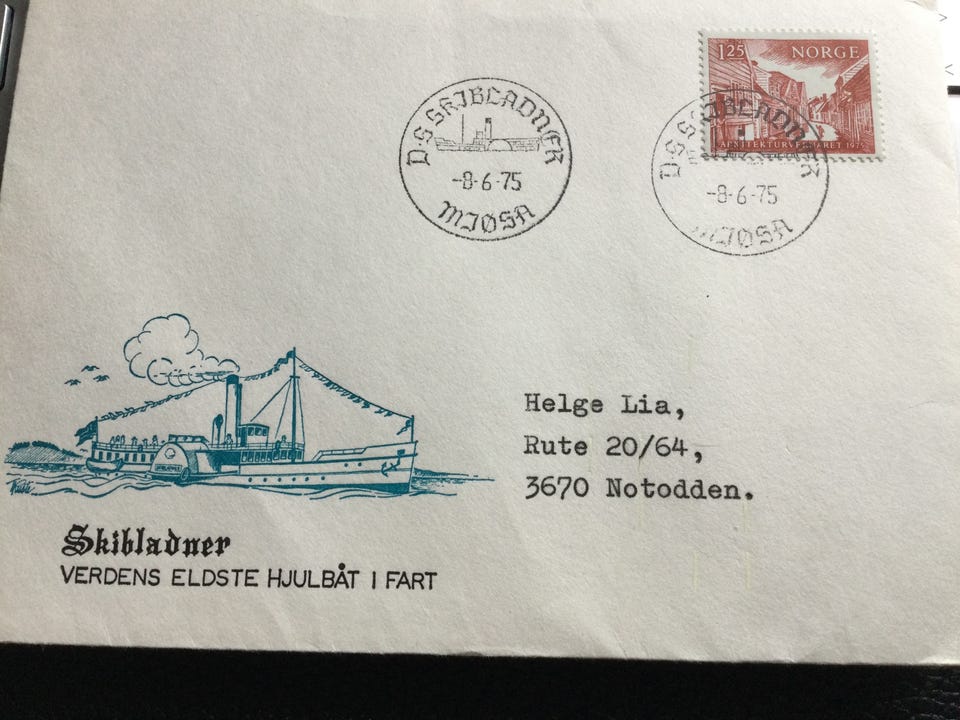 1.25 NORGE
ARKITEKTURVERNÅRET 1975
D-S SKIBLADNER
-8-6-75
MJØSA
D-S SKIBLADNER
-8-6-75
MJØSA
Helge Lia,
Rute 20/64,
3670 Notodden.
Skibladner
VERDENS ELDSTE HJULBÅT I FART